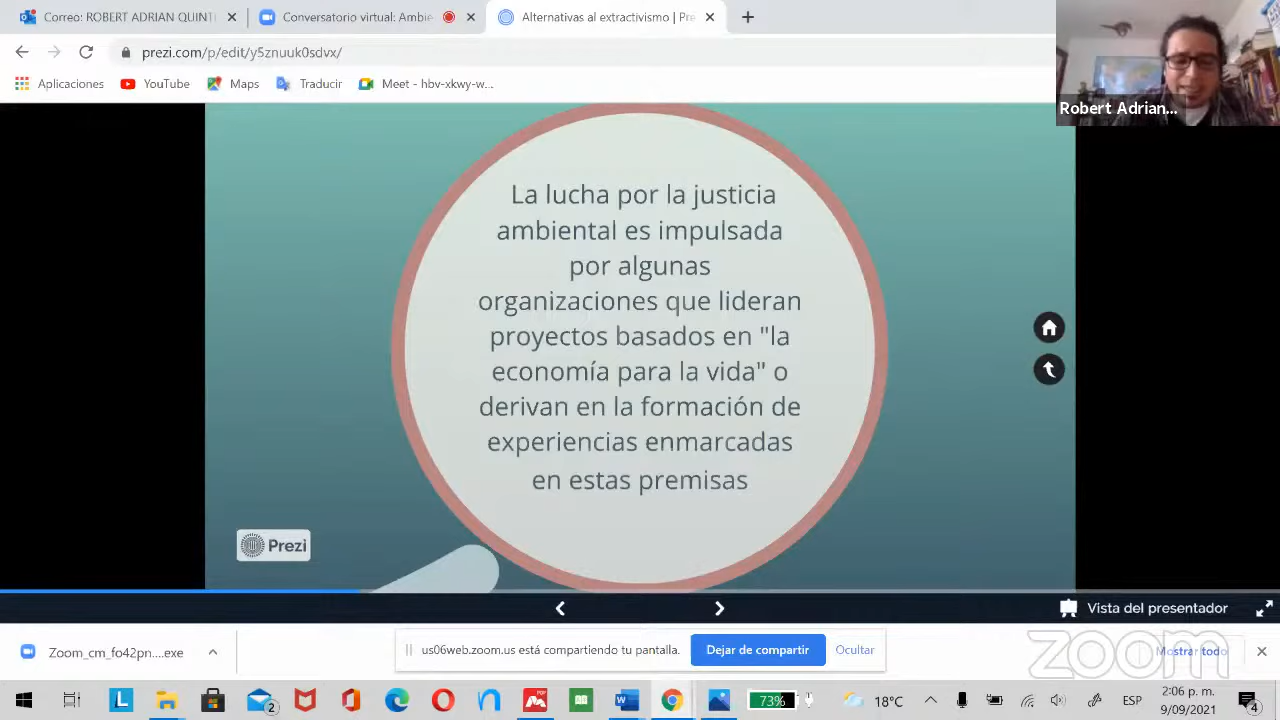 Correo: ROBERT ADRIAN QUINT
Conversatorio virtual: Ambie
Alternativas al extractivismo | Pre
prezi.com/p/edit/y5znuuk0sdvx/
Aplicaciones
YouTube
Maps
Traducir
Meet - hbv-xkwy-w...
Robert Adrian...
La lucha por la justicia
ambiental es impulsada
por algunas
organizaciones que lideran
proyectos basados en "la
economía para la vida" o
derivan en la formación de
experiencias enmarcadas
en estas premisas
Prezi
Vista del presentador
Zoom_cm_fo42pn....exe
us06web.zoom.us está compartiendo tu pantalla.
Dejar de compartir
Ocultar
Mostrar todo
zoom
2
73%
18°C
ESP
2:06 p. m.
9/09/2021
4